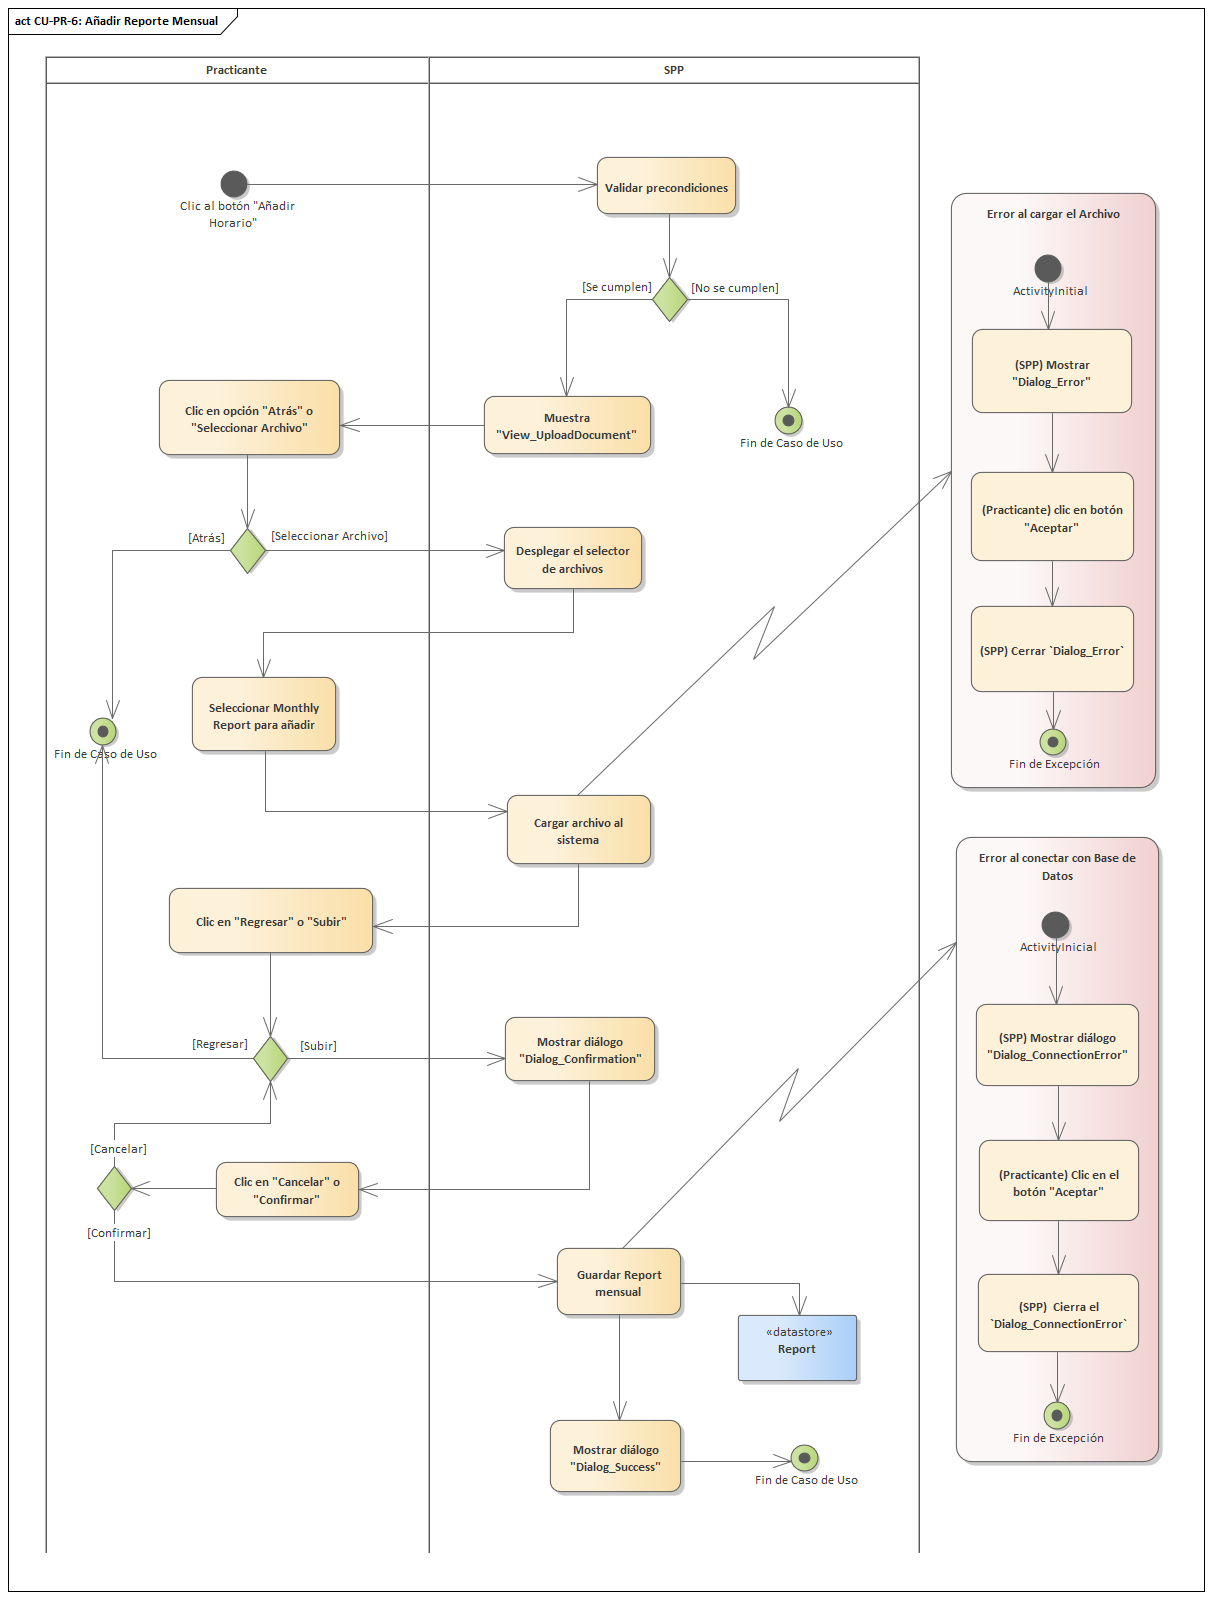 act CU-PR-6: Añadir Reporte Mensual
Practicante
SPP
Clic al botón "Añadir
Horario"
Validar precondiciones
[Se cumplen]
[No se cumplen]
Clic en opción "Atrás" o
"Seleccionar Archivo"
Muestra
"View_UploadDocument"
Fin de Caso de Uso
[Atrás]
[Seleccionar Archivo]
Desplegar el selector
de archivos
Seleccionar Monthly
Report para añadir
Fin de Caso de Uso
Cargar archivo al
sistema
Clic en "Regresar" o "Subir"
[Regresar]
[Subir]
Mostrar diálogo
"Dialog_Confirmation"
[Cancelar]
Clic en "Cancelar" o
"Confirmar"
[Confirmar]
Guardar Report
mensual
«datastore»
Report
Mostrar diálogo
"Dialog_Success"
Fin de Caso de Uso
Error al cargar el Archivo
ActivityInitial
(SPP) Mostrar
"Dialog_Error"
(Practicante) clic en botón
"Aceptar"
(SPP) Cerrar `Dialog_Error`
Fin de Excepción
Error al conectar con Base de
Datos
ActivityInicial
(SPP) Mostrar diálogo
"Dialog_ConnectionError"
(Practicante) Clic en el
botón "Aceptar"
(SPP) Cierra el
`Dialog_ConnectionError`
Fin de Excepción